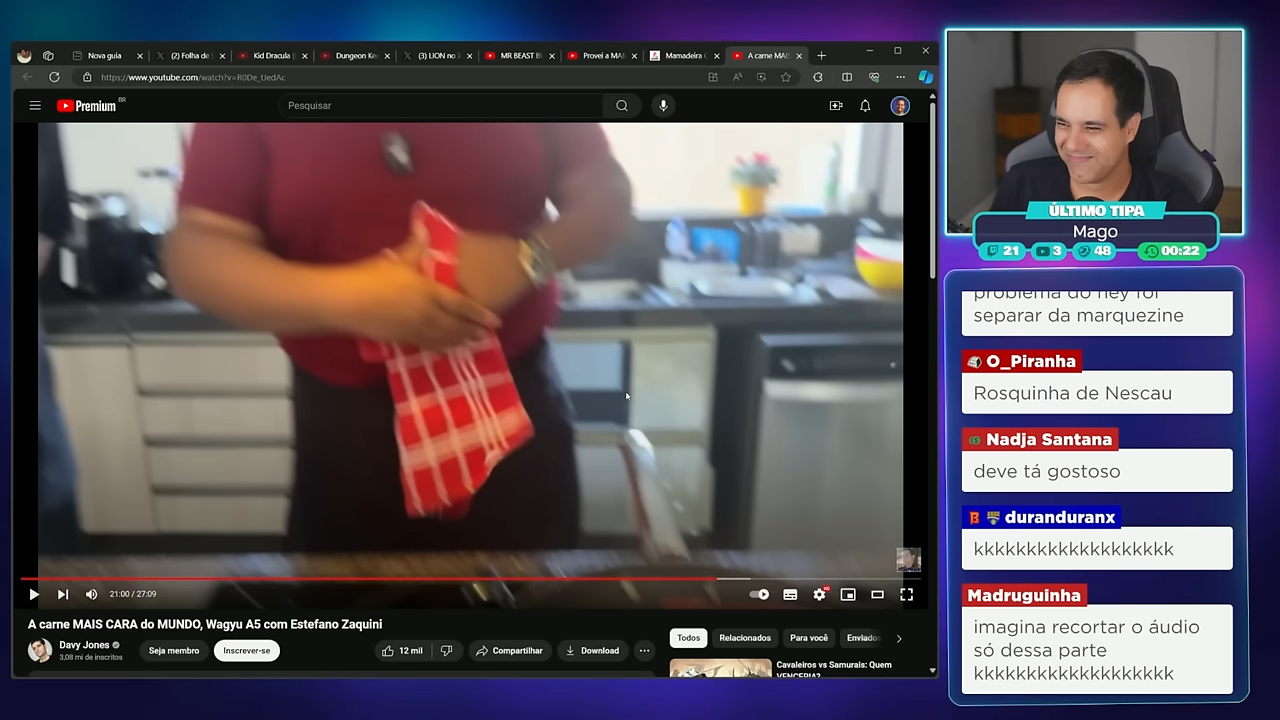 Nova guia
(2) Folha de
Kid Dracula
Dungeon Kee
(3) LION no
MR BEAST B
Provei a MA
Mamadeira
A carne MAI
https://www.youtube.com/watch?v=R0De_UedAc
Premium BR
Pesquisar
21:00 / 27:09
A carne MAIS CARA do MUNDO, Wagyu A5 com Estefano Zaquini
Davy Jones
3,08 mi de inscritos
Seja membro
Inscrever-se
12 mil
Compartilhar
Download
Todos
Relacionados
Para você
Enviados
Cavaleiros vs Samurais: Quem
VENCERIA?
ÚLTIMO TIPA
Mago
21
3
48
00:22
problema do ney foi
separar da marquezine
O_Piranha
Rosquinha de Nescau
Nadja Santana
deve tá gostoso
duranduranx
kkkkkkkkkkkkkkkkkkk
Madruguinha
imagina recortar o áudio
só dessa parte
kkkkkkkkkkkkkkkkkkk